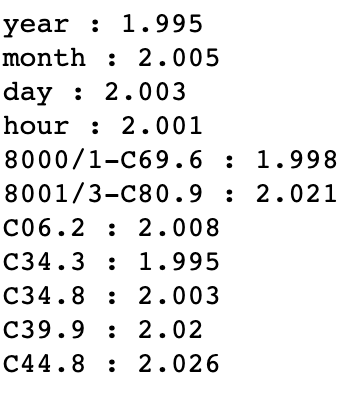 year : 1.995
month : 2.005
day : 2.003
hour : 2.001
8000/1-C69.6 : 1.998
8001/3-C80.9 : 2.021
C06.2 : 2.008
C34.3 : 1.995
C34.8 : 2.003
C39.9 : 2.02
C44.8 : 2.026